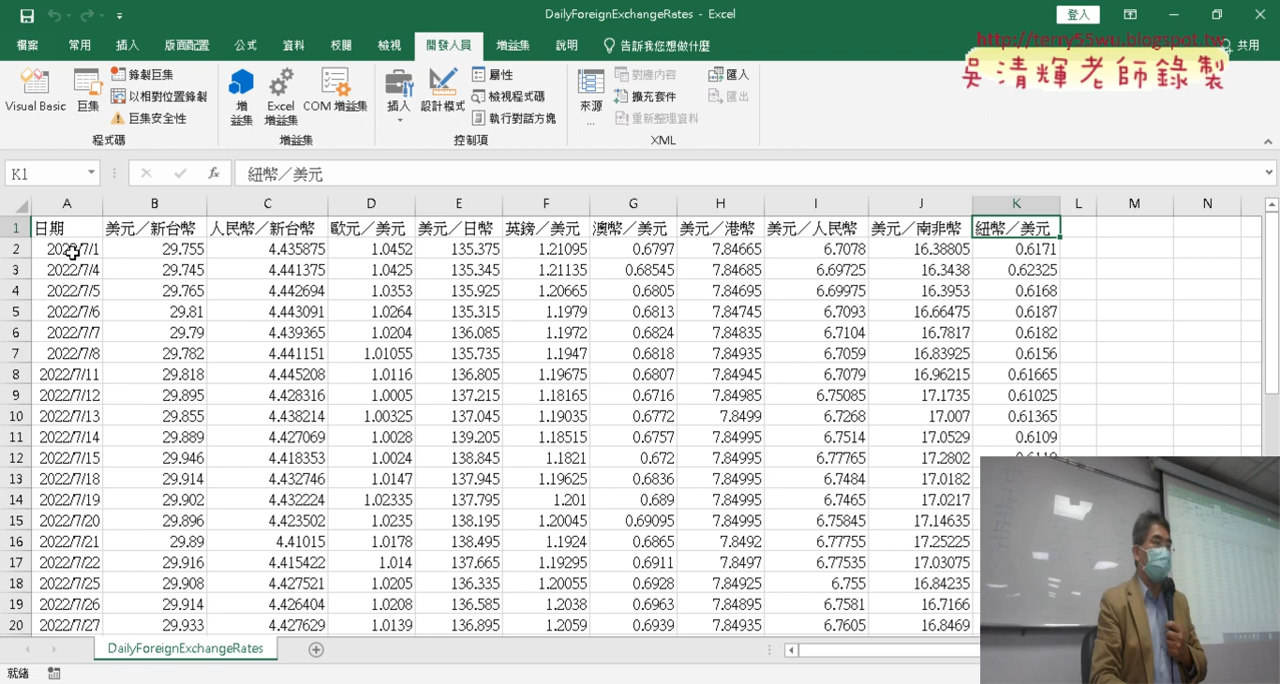 DailyForeignExchangeRates - Excel
登入
檔案 常用 插入 版面配置 公式 資料 校閱 檢視 開發人員 增益集 說明 告訴我您想做什麼 共用
http://terry55wu.blogspot.tw
吳清輝老師錄製
Visual Basic 巨集 錄製巨集 以相對位置錄製 巨集安全性 程式碼
增益集 Excel 增益集 COM 增益集 增益集
插入 設計模式 屬性 檢視程式碼 執行對話方塊 控制項
來源... 對應內容 擴充套件 重新整理資料 匯入 匯出 XML
K1 fx 紐幣／美元
A B C D E F G H I J K L M N
1 日期 美元／新台幣 人民幣／新台幣 歐元／美元 美元／日幣 英鎊／美元 澳幣／美元 美元／港幣 美元／人民幣 美元／南非幣 紐幣／美元
2 2022/7/1 29.755 4.435875 1.0452 135.375 1.21095 0.6797 7.84665 6.7078 16.38805 0.6171
3 2022/7/4 29.745 4.441375 1.0425 135.345 1.21135 0.68545 7.84685 6.69725 16.3438 0.62325
4 2022/7/5 29.765 4.442694 1.0353 135.925 1.20665 0.6805 7.84695 6.69975 16.3953 0.6168
5 2022/7/6 29.81 4.443091 1.0264 135.315 1.1979 0.6813 7.84745 6.7093 16.66475 0.6187
6 2022/7/7 29.79 4.439365 1.0204 136.085 1.1972 0.6824 7.84835 6.7104 16.7817 0.6182
7 2022/7/8 29.782 4.441151 1.01055 135.735 1.1947 0.6818 7.84935 6.7059 16.83925 0.6156
8 2022/7/11 29.818 4.445208 1.0116 136.805 1.19675 0.6807 7.84945 6.7079 16.96215 0.61665
9 2022/7/12 29.895 4.428316 1.0005 137.215 1.18165 0.6716 7.84985 6.75085 17.1735 0.61025
10 2022/7/13 29.855 4.438214 1.00325 137.045 1.19035 0.6772 7.8499 6.7268 17.007 0.61365
11 2022/7/14 29.889 4.427069 1.0028 139.205 1.18515 0.6757 7.84995 6.7514 17.0529 0.6109
12 2022/7/15 29.946 4.418353 1.0024 138.845 1.1821 0.672 7.84995 6.77765 17.2802
13 2022/7/18 29.914 4.432746 1.0147 137.945 1.19625 0.6836 7.84995 6.7484 17.0182
14 2022/7/19 29.902 4.432224 1.02335 137.795 1.201 0.689 7.84995 6.7465 17.0217
15 2022/7/20 29.896 4.423502 1.0235 138.195 1.20045 0.69095 7.84995 6.75845 17.14635
16 2022/7/21 29.89 4.41015 1.0178 138.495 1.1924 0.6865 7.8492 6.77755 17.25225
17 2022/7/22 29.916 4.415422 1.014 137.665 1.19295 0.6911 7.8497 6.77535 17.03075
18 2022/7/25 29.908 4.427521 1.0205 136.335 1.20055 0.6928 7.84925 6.755 16.84235
19 2022/7/26 29.914 4.426404 1.0208 136.585 1.2038 0.6963 7.84895 6.7581 16.7166
20 2022/7/27 29.933 4.427629 1.0139 136.895 1.2059 0.6939 7.84985 6.7605 16.8469
DailyForeignExchangeRates
就緒